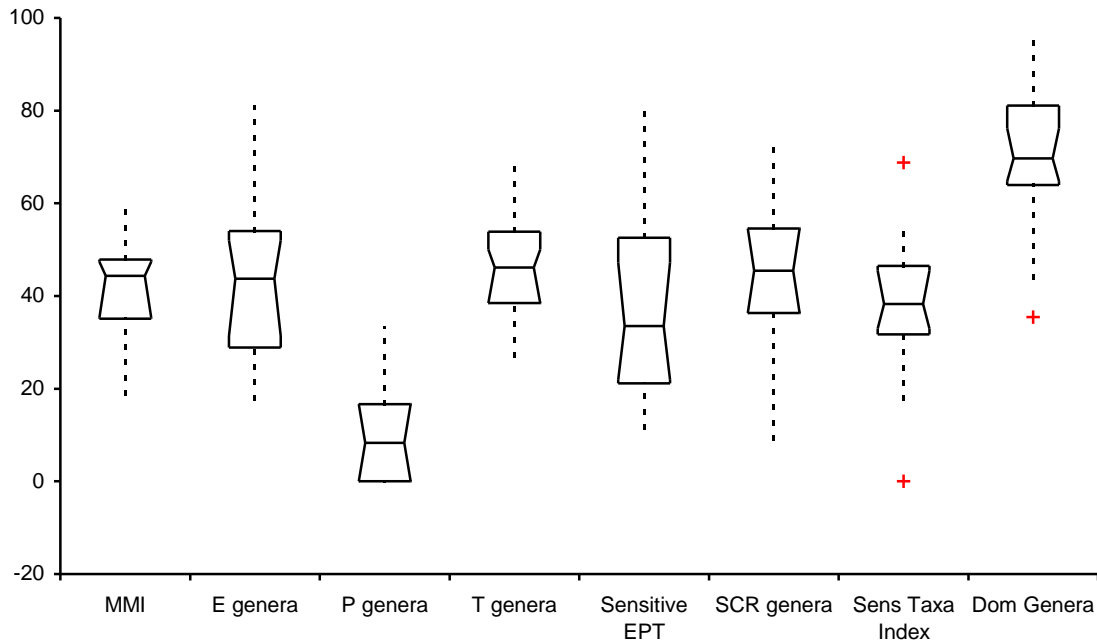 100
80
60
40
20
0
-20
MMI
E genera
P genera
T genera
Sensitive
EPT
SCR genera
Sens Taxa
Index
Dom Genera